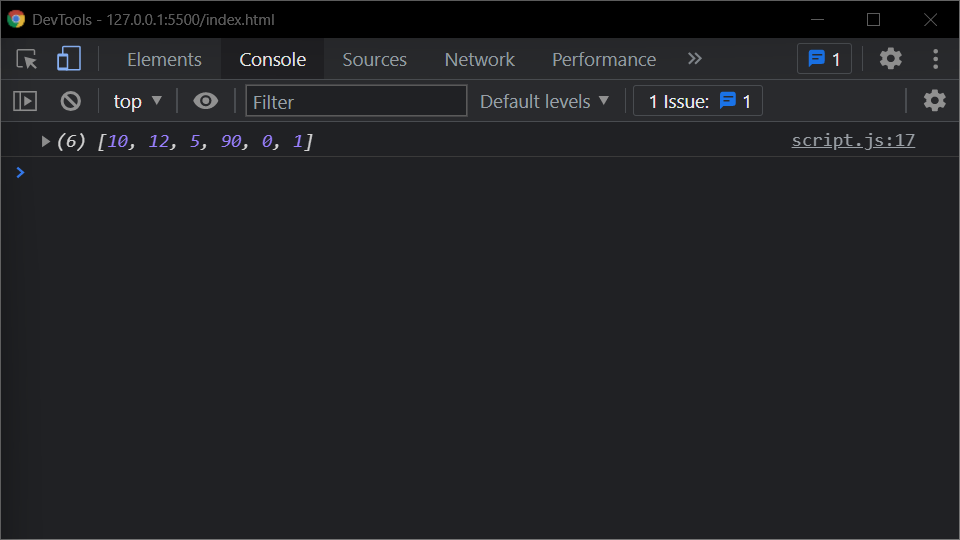 DevTools - 127.0.0.1:5500/index.html
Elements Console Sources Network Performance » 1
top ▼ Filter Default levels ▼ 1 Issue: 1
▶ (6) [10, 12, 5, 90, 0, 1] script.js:17
>